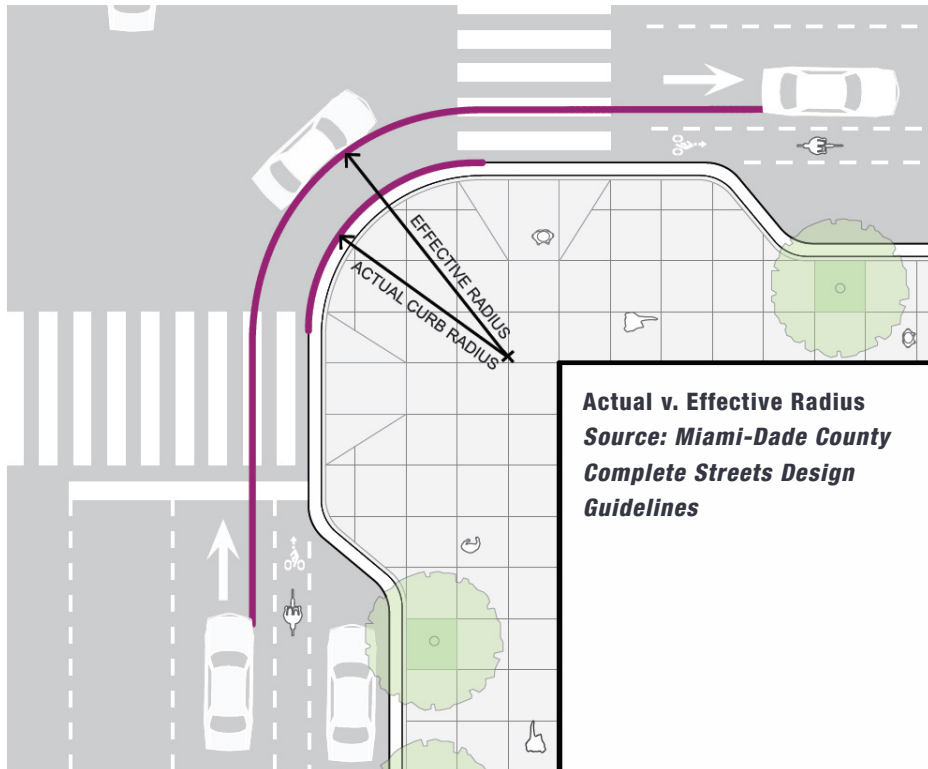 EFFECTIVE RADIUS
ACTUAL CURB RADIUS
Actual v. Effective Radius
Source: Miami-Dade County
Complete Streets Design
Guidelines